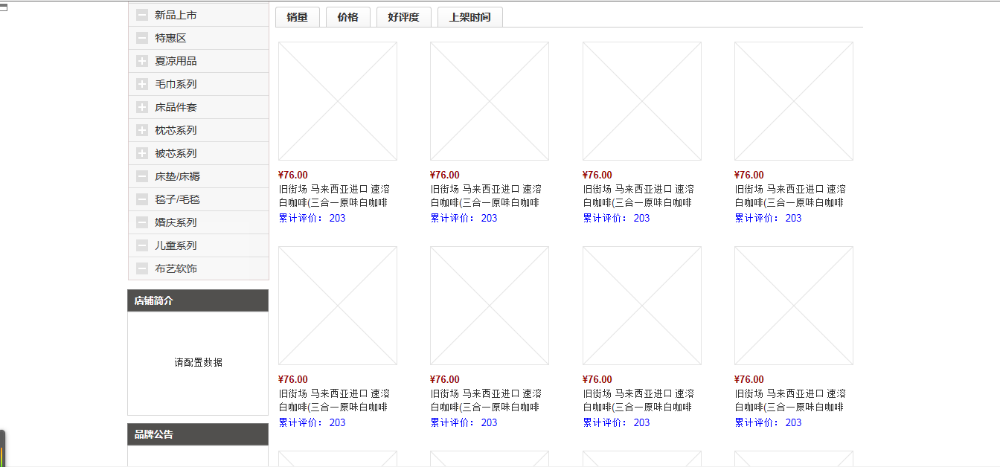 新品上市
特惠区
夏凉用品
毛巾系列
床品件套
枕芯系列
被芯系列
床垫/床褥
毯子/毛毯
婚庆系列
儿童系列
布艺软饰
店铺简介
请配置数据
品牌公告
销量 价格 好评度 上架时间
¥76.00 ¥76.00 ¥76.00 ¥76.00
旧街场 马来西亚进口 速溶 旧街场 马来西亚进口 速溶 旧街场 马来西亚进口 速溶 旧街场 马来西亚进口 速溶
白咖啡(三合一原味白咖啡 白咖啡(三合一原味白咖啡 白咖啡(三合一原味白咖啡 白咖啡(三合一原味白咖啡
累计评价： 203 累计评价： 203 累计评价： 203 累计评价： 203
¥76.00 ¥76.00 ¥76.00 ¥76.00
旧街场 马来西亚进口 速溶 旧街场 马来西亚进口 速溶 旧街场 马来西亚进口 速溶 旧街场 马来西亚进口 速溶
白咖啡(三合一原味白咖啡 白咖啡(三合一原味白咖啡 白咖啡(三合一原味白咖啡 白咖啡(三合一原味白咖啡
累计评价： 203 累计评价： 203 累计评价： 203 累计评价： 203